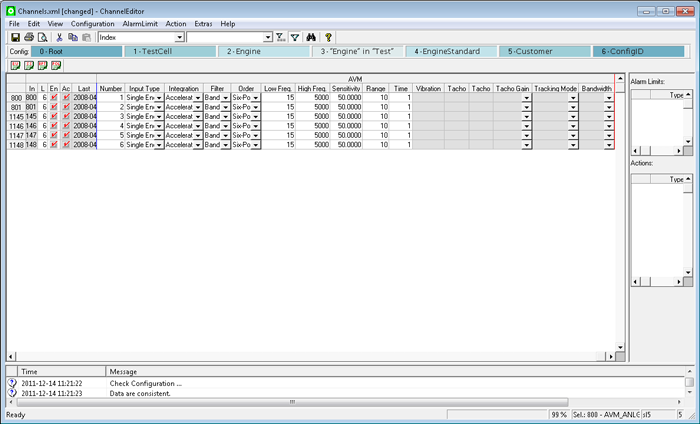 Channels.xml [changed] - ChannelEditor
File Edit View Configuration AlarmLimit Action Extras Help
Index
Config: 0 - Root 1 -TestCell 2 - Engine 3 - "Engine" in "Test" 4 -EngineStandard 5 -Customer 6 -ConfigID
AVM
In L En Ac Last Number Input Type Integration Filter Order Low Freq. High Freq. Sensitivity Range Time Vibration Tacho Tacho Tacho Gain Tracking Mode Bandwidth
800 800 6 2008-04 1 Single En Accelerat Band Six-Po 15 5000 50.0000 10 1
801 801 6 2008-04 2 Single En Accelerat Band Six-Po 15 5000 50.0000 10 1
1145 145 6 2008-04 3 Single En Accelerat Band Six-Po 15 5000 50.0000 10 1
1146 146 6 2008-04 4 Single En Accelerat Band Six-Po 15 5000 50.0000 10 1
1147 147 6 2008-04 5 Single En Accelerat Band Six-Po 15 5000 50.0000 10 1
1148 148 6 2008-04 6 Single En Accelerat Band Six-Po 15 5000 50.0000 10 1
Alarm Limits:
Type
Actions:
Type
Time Message
2011-12-14 11:21:22 Check Configuration ...
2011-12-14 11:21:23 Data are consistent.
Ready 99 % Sel.: 800 - AVM_ANLG sl5 5